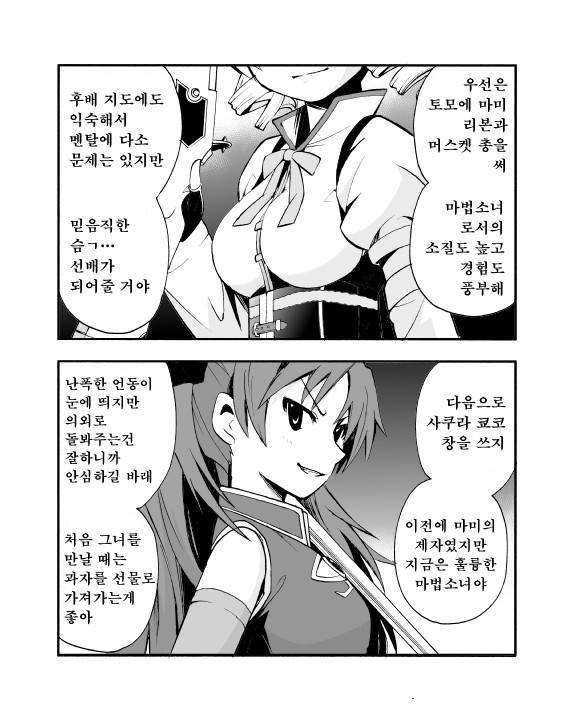 우선은
토모에 마미
리본과
머스켓 총을
써
마법소녀
로서의
소질도 높고
경험도
풍부해
후배 지도에도
익숙해서
멘탈에 다소
문제는 있지만
믿음직한
슴ㄱ…
선배가
되어줄 거야
다음으로
사쿠라 쿄코
창을 쓰지
이전에 마미의
제자였지만
지금은 훌륭한
마법소녀야
난폭한 언동이
눈에 띄지만
의외로
돌봐주는건
잘하니까
안심하길 바래
처음 그녀를
만날 때는
과자를 선물로
가져가는게
좋아